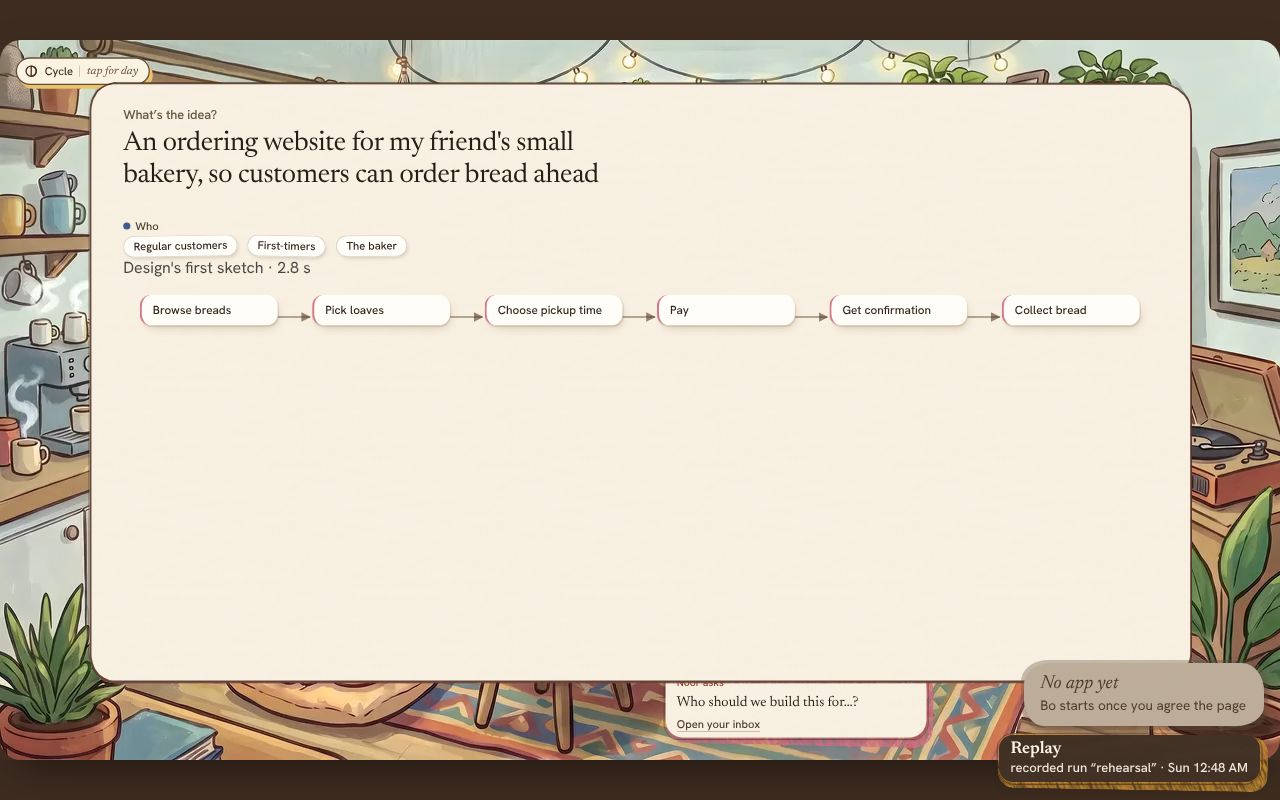 Cycle | tap for day
What's the idea?
An ordering website for my friend's small
bakery, so customers can order bread ahead
Who
Regular customers First-timers The baker
Design's first sketch · 2.8 s
Browse breads Pick loaves Choose pickup time Pay Get confirmation Collect bread
Noor asks
Who should we build this for...?
Open your inbox
No app yet
Bo starts once you agree the page
Replay
recorded run “rehearsal” · Sun 12:48 AM